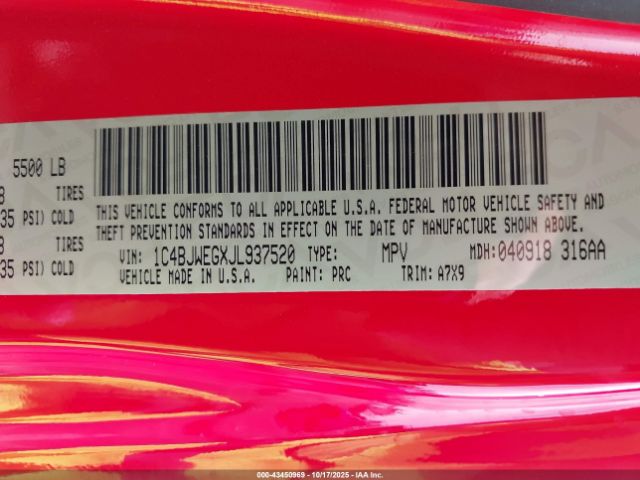 5500 LB
TIRES
35 PSI) COLD
TIRES
35 PSI) COLD
THIS VEHICLE CONFORMS TO ALL APPLICABLE U.S.A. FEDERAL MOTOR VEHICLE SAFETY AND
THEFT PREVENTION STANDARDS IN EFFECT ON THE DATE OF MANUFACTURE SHOWN ABOVE.
VIN: 1C4BJWEGXJL937520 TYPE: MPV MDH:040918 316AA
VEHICLE MADE IN U.S.A. PAINT: PRC TRIM: A7X9
000-43450969 - 10/17/2025 - IAA Inc.